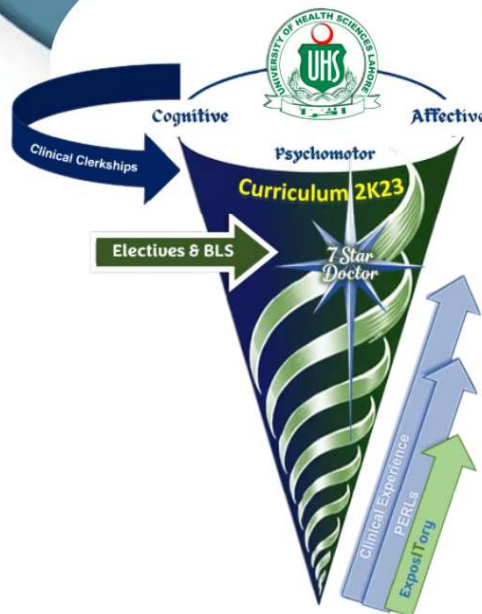 UNIVERSITY OF HEALTH SCIENCES LAHORE
UHS
Cognitive
Affective
Psychomotor
Clinical Clerkships
Curriculum 2K23
Electives & BLS
7 Star
Doctor
Clinical Experience
PERLs
ExposITory